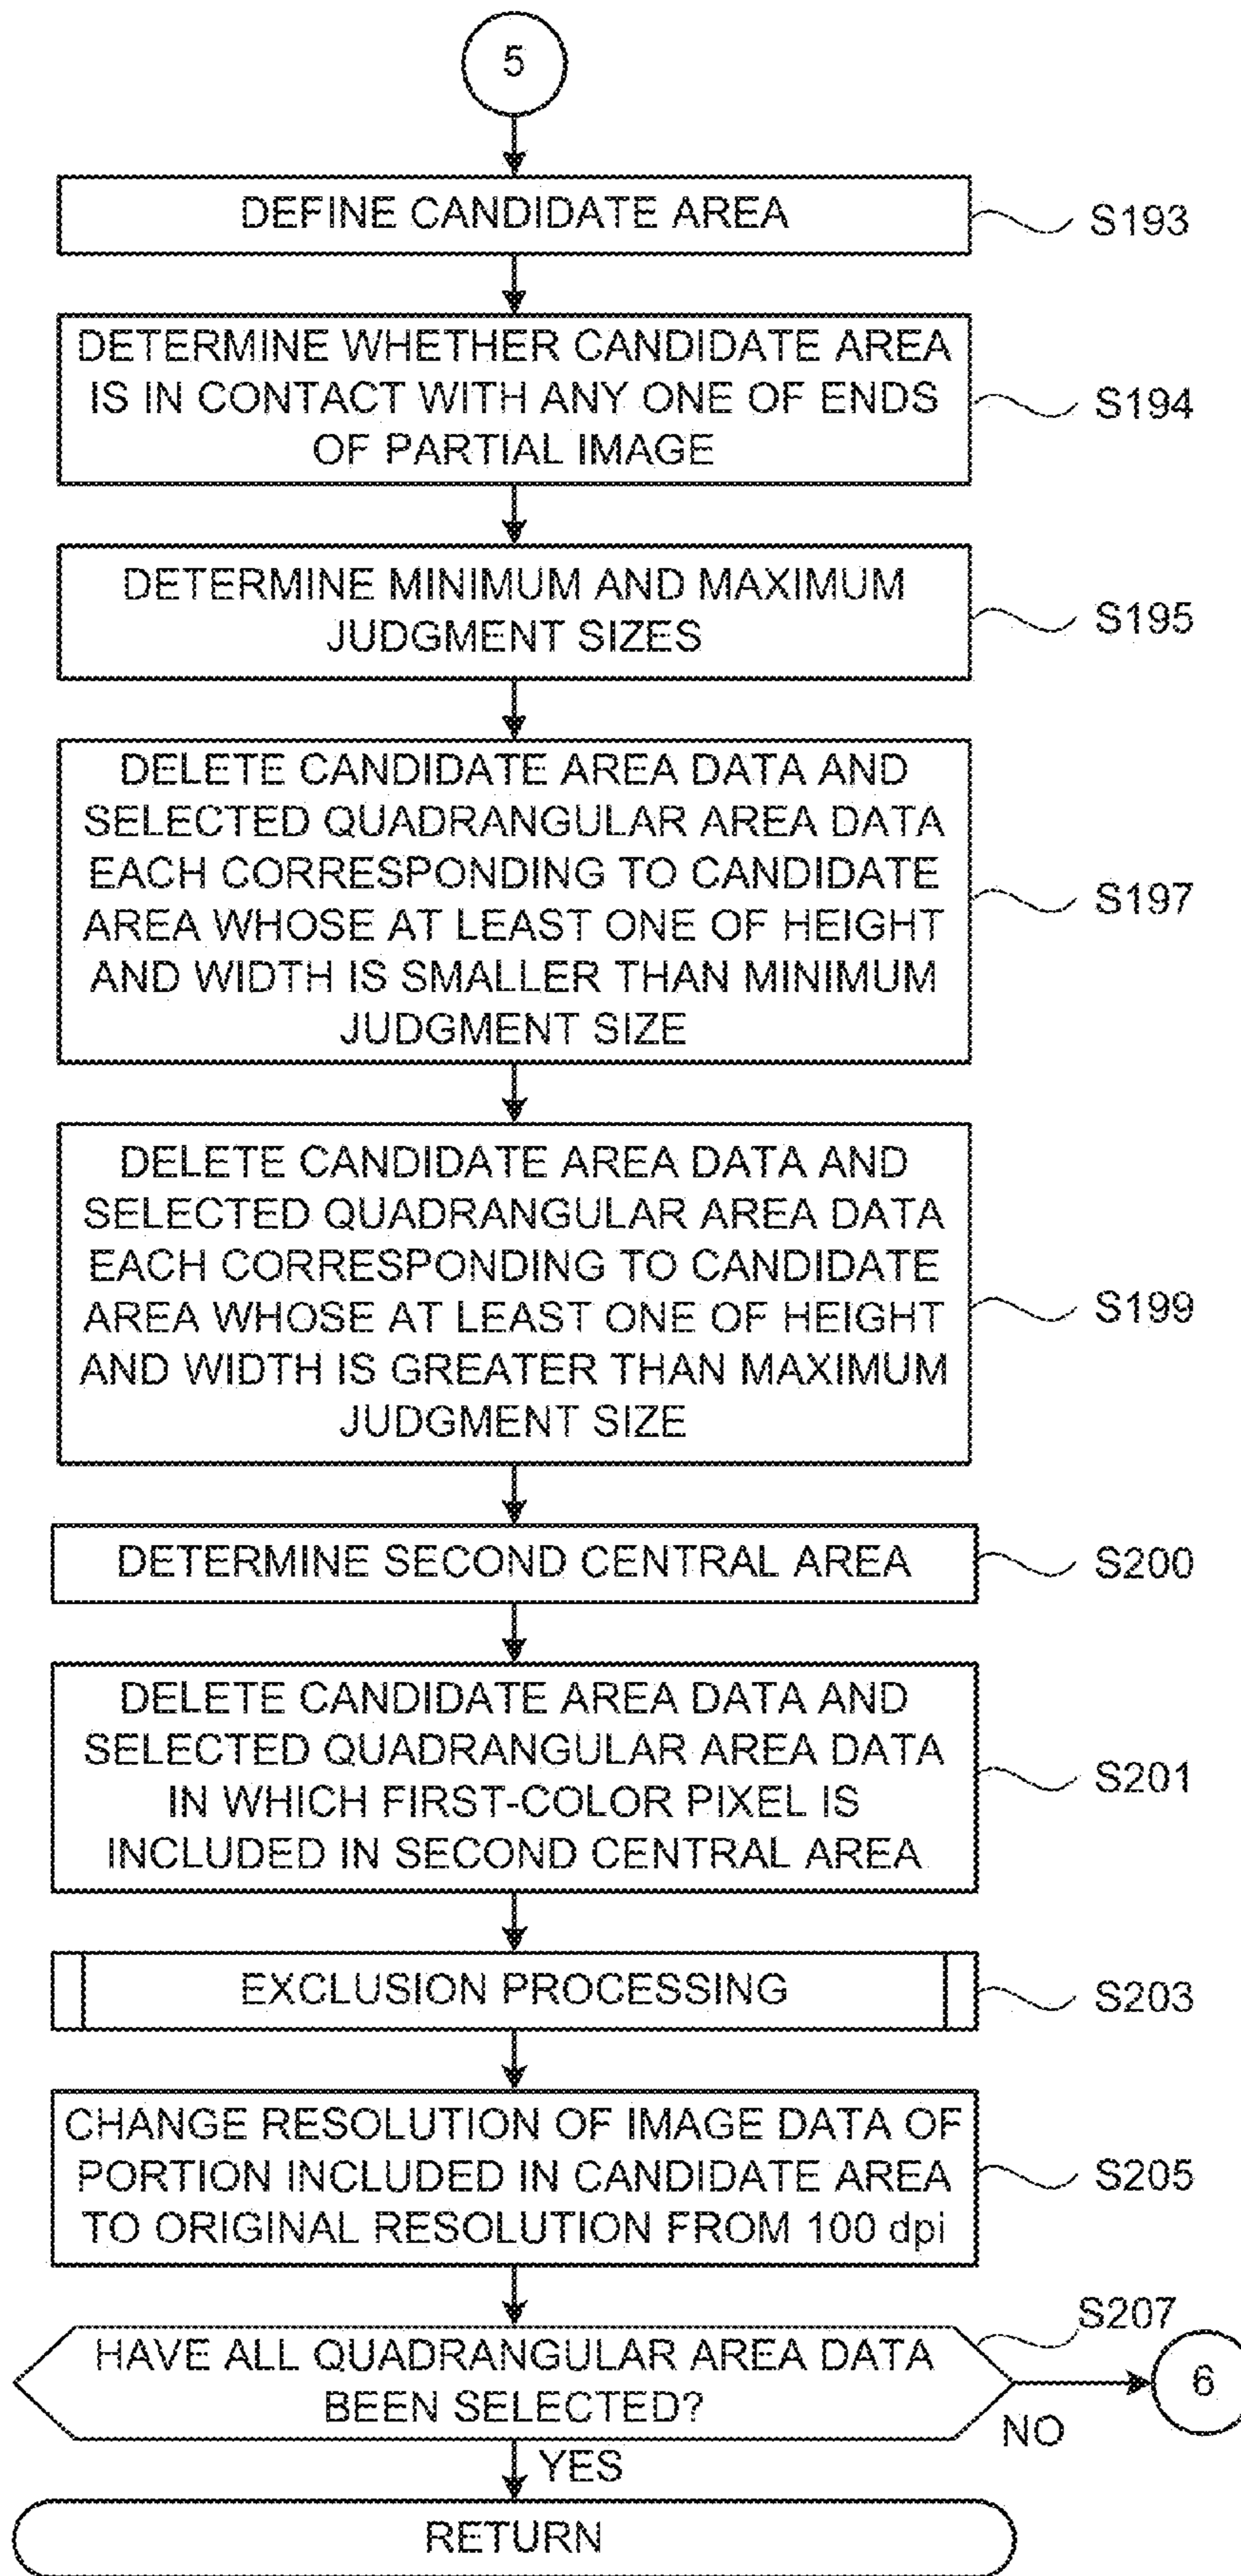 5
DEFINE CANDIDATE AREA
S193
DETERMINE WHETHER CANDIDATE AREA
IS IN CONTACT WITH ANY ONE OF ENDS
OF PARTIAL IMAGE
S194
DETERMINE MINIMUM AND MAXIMUM
JUDGMENT SIZES
S195
DELETE CANDIDATE AREA DATA AND
SELECTED QUADRANGULAR AREA DATA
EACH CORRESPONDING TO CANDIDATE
AREA WHOSE AT LEAST ONE OF HEIGHT
AND WIDTH IS SMALLER THAN MINIMUM
JUDGMENT SIZE
S197
DELETE CANDIDATE AREA DATA AND
SELECTED QUADRANGULAR AREA DATA
EACH CORRESPONDING TO CANDIDATE
AREA WHOSE AT LEAST ONE OF HEIGHT
AND WIDTH IS GREATER THAN MAXIMUM
JUDGMENT SIZE
S199
DETERMINE SECOND CENTRAL AREA
S200
DELETE CANDIDATE AREA DATA AND
SELECTED QUADRANGULAR AREA DATA
IN WHICH FIRST-COLOR PIXEL IS
INCLUDED IN SECOND CENTRAL AREA
S201
EXCLUSION PROCESSING
S203
CHANGE RESOLUTION OF IMAGE DATA OF
PORTION INCLUDED IN CANDIDATE AREA
TO ORIGINAL RESOLUTION FROM 100 dpi
S205
S207
HAVE ALL QUADRANGULAR AREA DATA
BEEN SELECTED?
6
NO
YES
RETURN